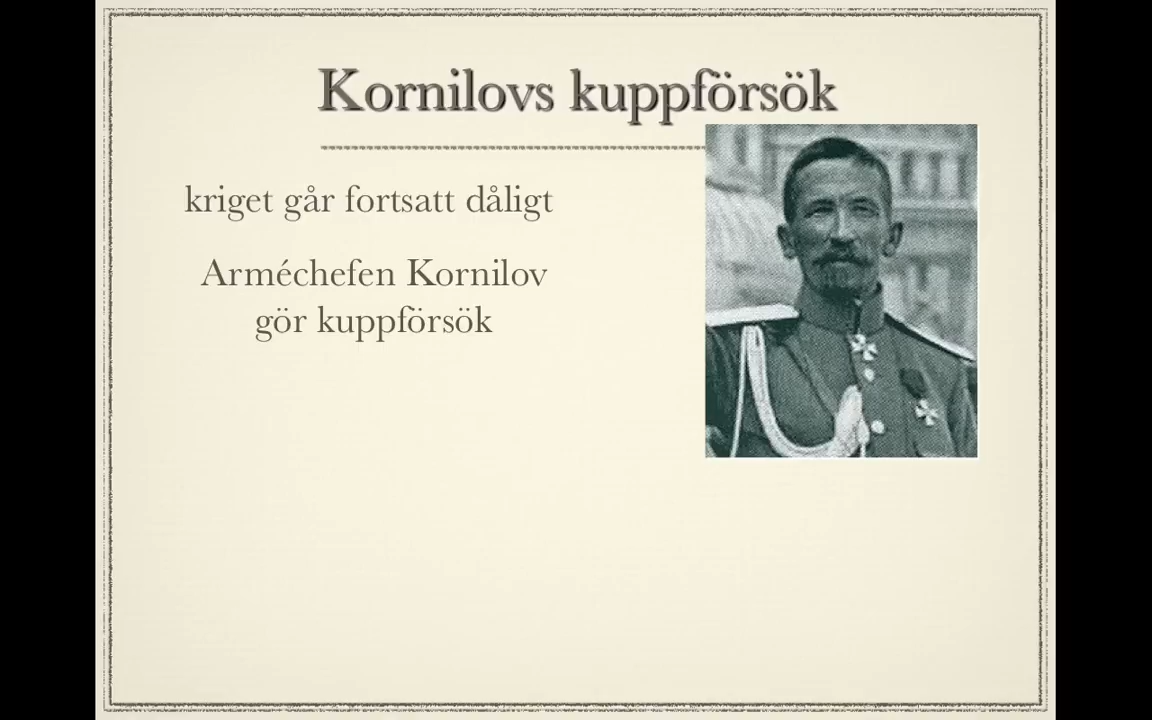 Kornilovs kuppförsök
kriget går fortsatt dåligt
Arméchefen Kornilov
gör kuppförsök